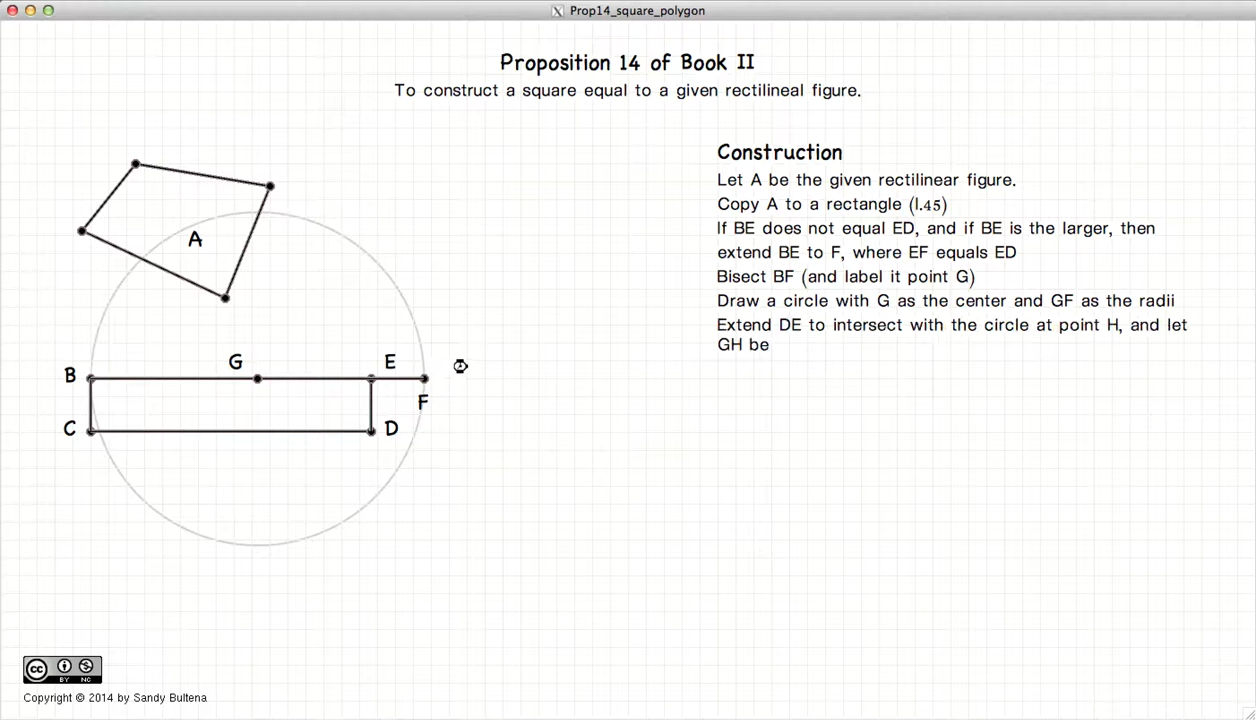 Prop14_square_polygon
Proposition 14 of Book II
To construct a square equal to a given rectilineal figure.
Construction
Let A be the given rectilinear figure.
Copy A to a rectangle (I.45)
If BE does not equal ED, and if BE is the larger, then
extend BE to F, where EF equals ED
Bisect BF (and label it point G)
Draw a circle with G as the center and GF as the radii
Extend DE to intersect with the circle at point H, and let
GH be
A
G
E
B
F
C
D
cc
BY NC
Copyright © 2014 by Sandy Bultena